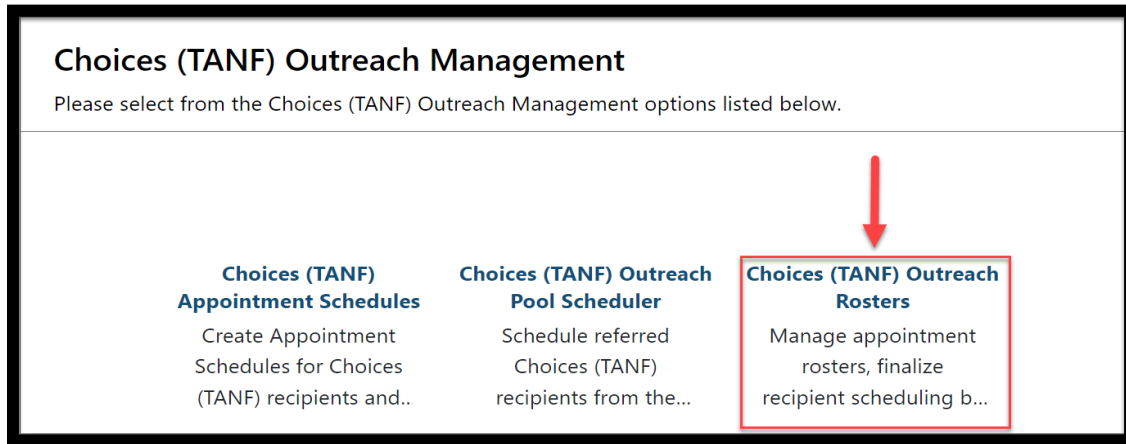 Choices (TANF) Outreach Management
Please select from the Choices (TANF) Outreach Management options listed below.
Choices (TANF)
Appointment Schedules
Create Appointment
Schedules for Choices
(TANF) recipients and..
Choices (TANF) Outreach
Pool Scheduler
Schedule referred
Choices (TANF)
recipients from the...
Choices (TANF) Outreach
Rosters
Manage appointment
rosters, finalize
recipient scheduling b...